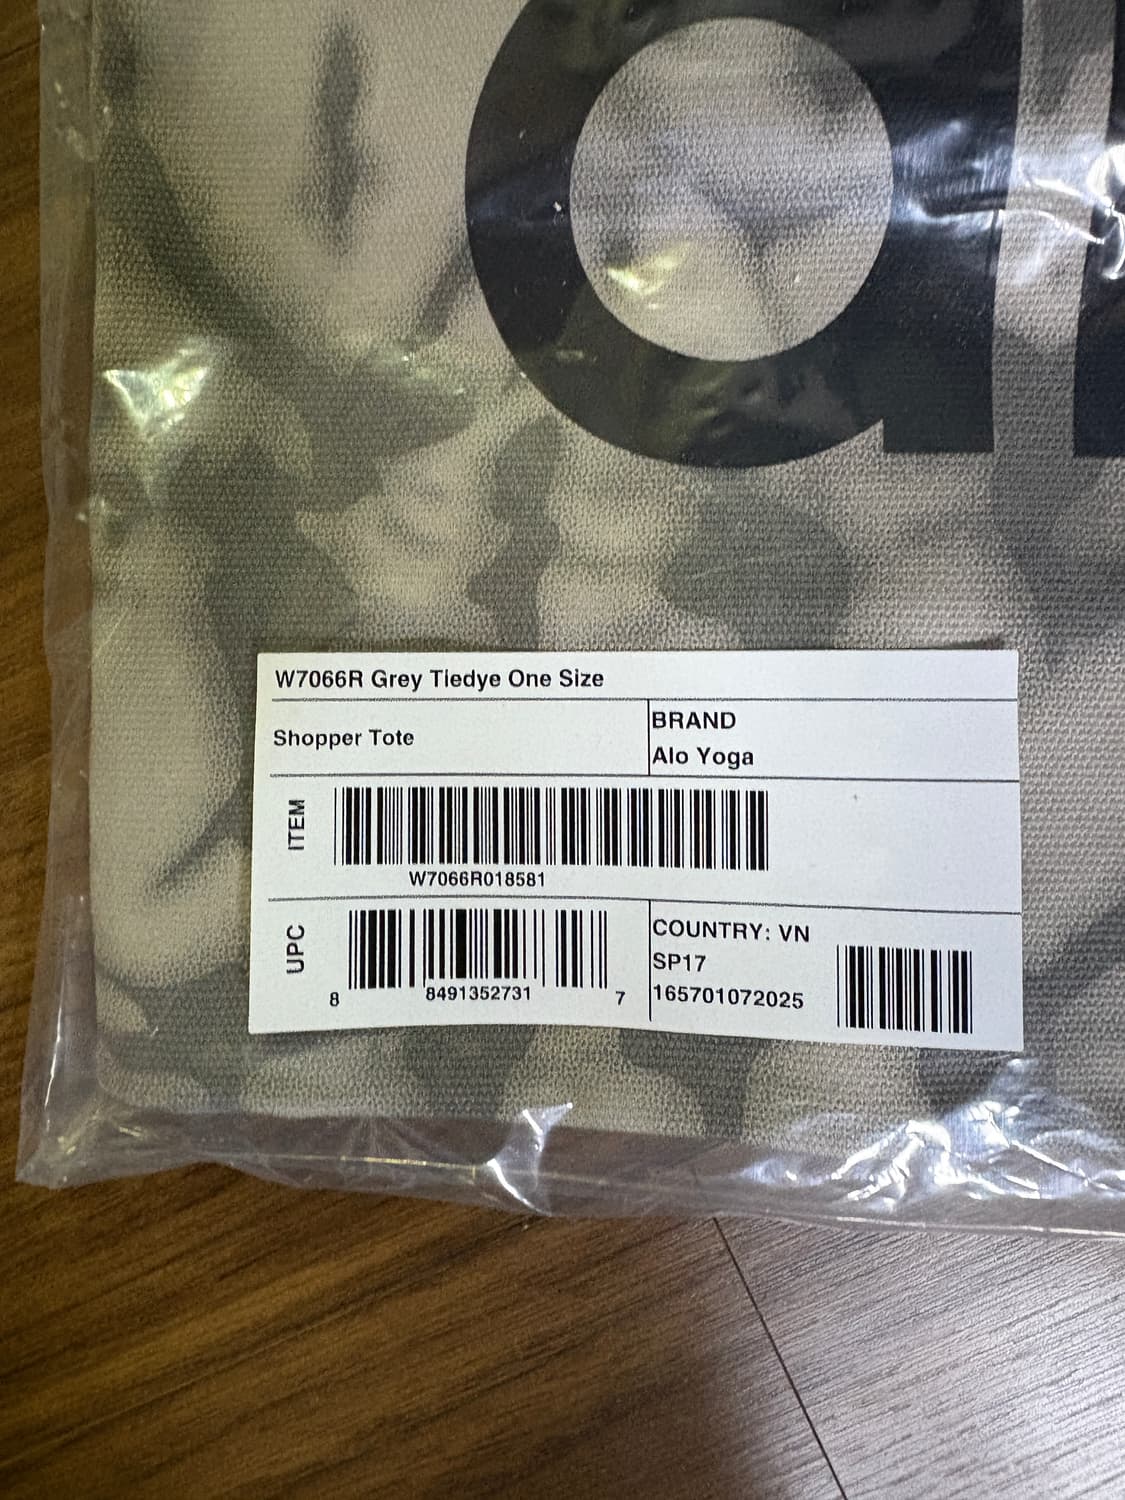 al
W7066R Grey Tiedye One Size
Shopper Tote
BRAND
Alo Yoga
ITEM
W7066R018581
UPC
8 8491352731 7
COUNTRY: VN
SP17
165701072025